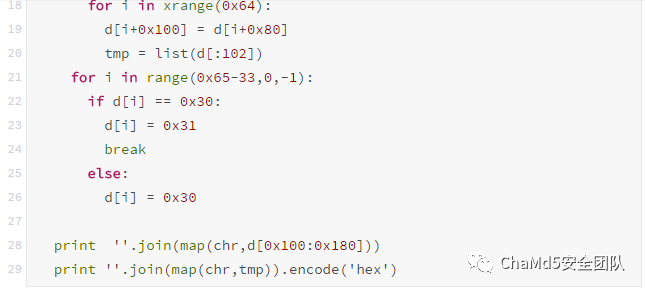 18 for i in xrange(0x64):
19 d[i+0x100] = d[i+0x80]
20 tmp = list(d[:102])
21 for i in range(0x65-33,0,-1):
22 if d[i] == 0x30:
23 d[i] = 0x31
24 break
25 else:
26 d[i] = 0x30
27
28 print ''.join(map(chr,d[0x100:0x180]))
29 print ''.join(map(chr,tmp)).encode('hex')
ChaMd5安全团队